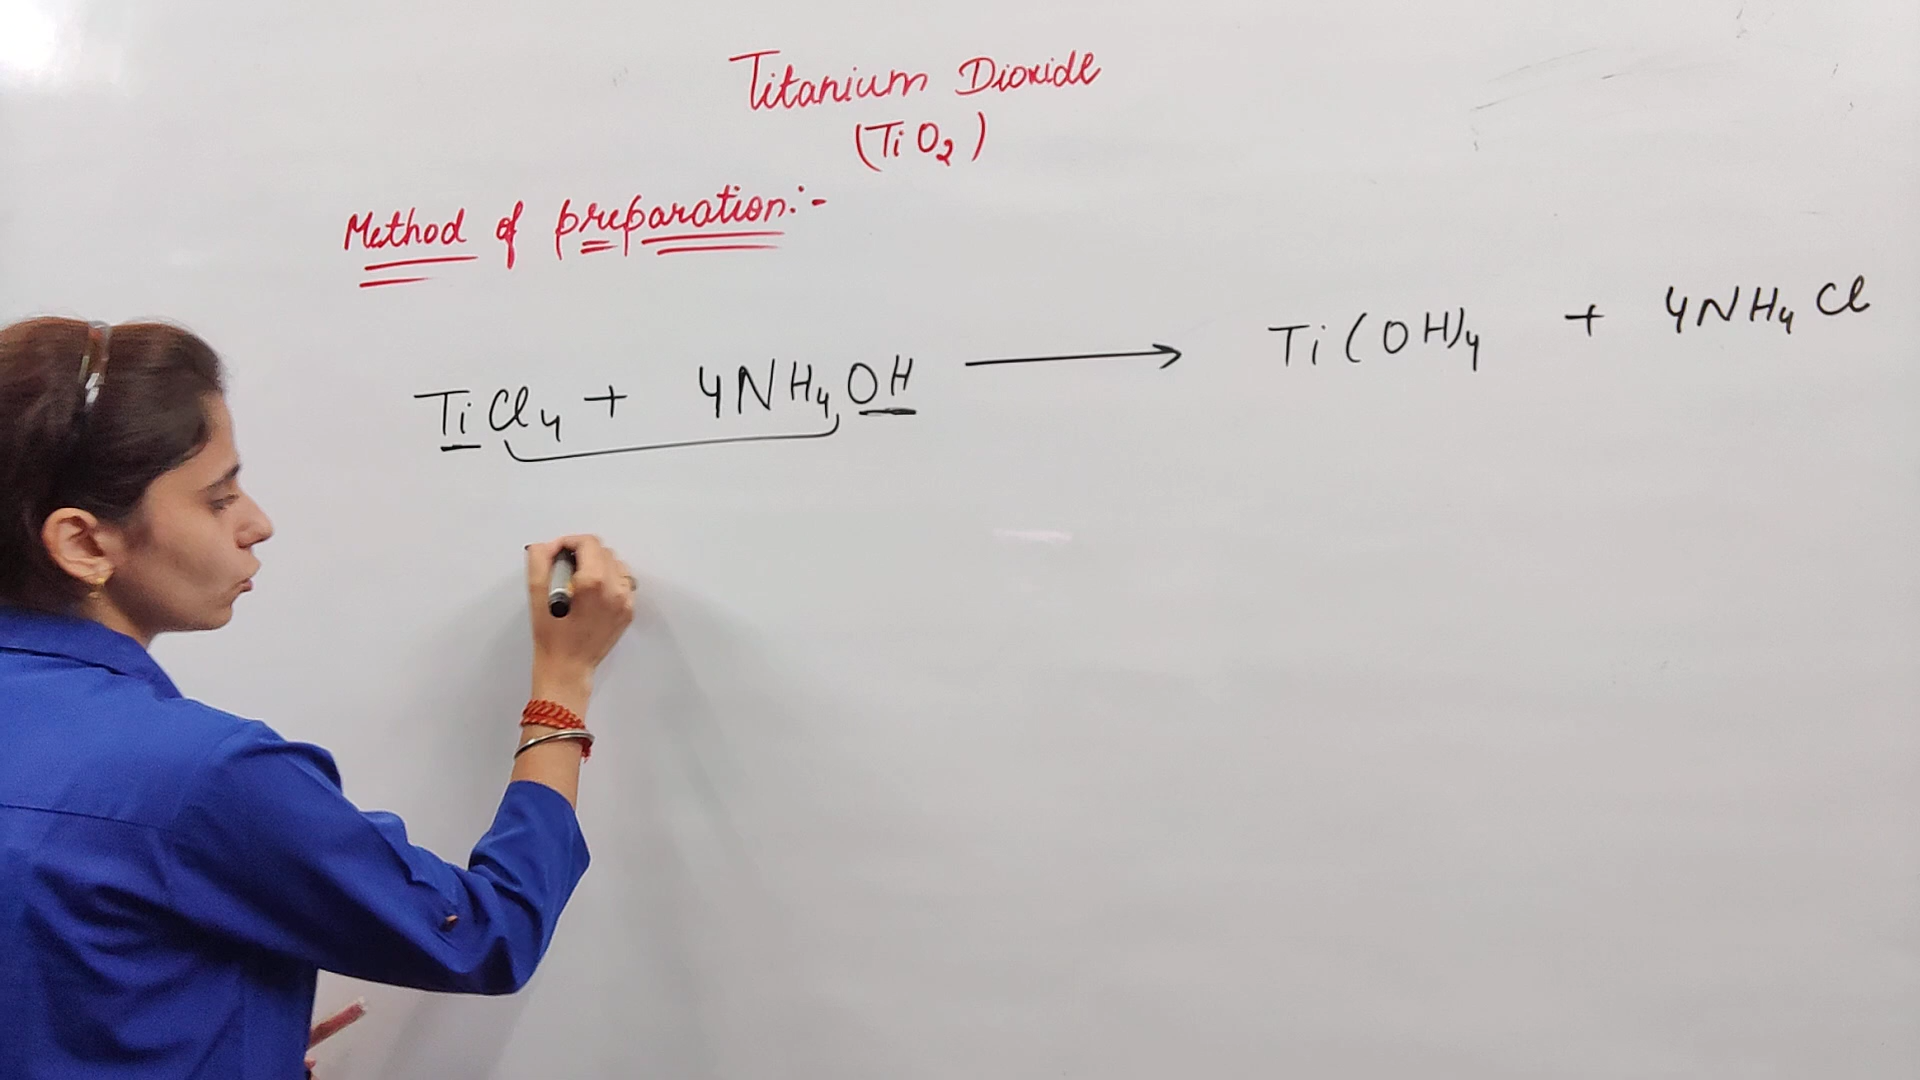 Titanium Dioxide
(TiO2)
Method of preparation:-
TiCl4 + 4NH4OH ⟶ Ti(OH)4 + 4NH4Cl